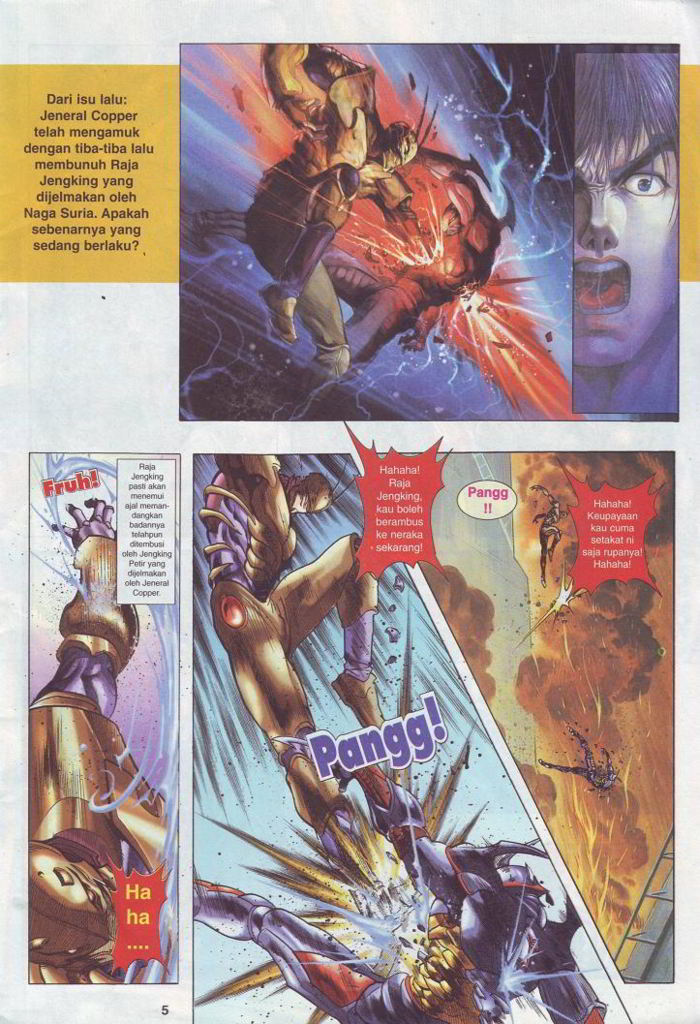 Dari isu lalu:
Jeneral Copper
telah mengamuk
dengan tiba-tiba lalu
membunuh Raja
Jengking yang
dijelmakan oleh
Naga Suria. Apakah
sebenarnya yang
sedang berlaku?
Fruh!
Raja
Jengking
pasti akan
menemui
ajal meman-
dangkan
badannya
telahpun
ditembusi
oleh Jengking
Petir yang
dijelmakan
oleh Jeneral
Copper.
Ha
ha
....
Hahaha!
Raja
Jengking,
kau boleh
berambus
ke neraka
sekarang!
Pangg!
Pangg
!!
Hahaha!
Keupayaan
kau cuma
setakat ni
saja rupanya!
Hahaha!
5